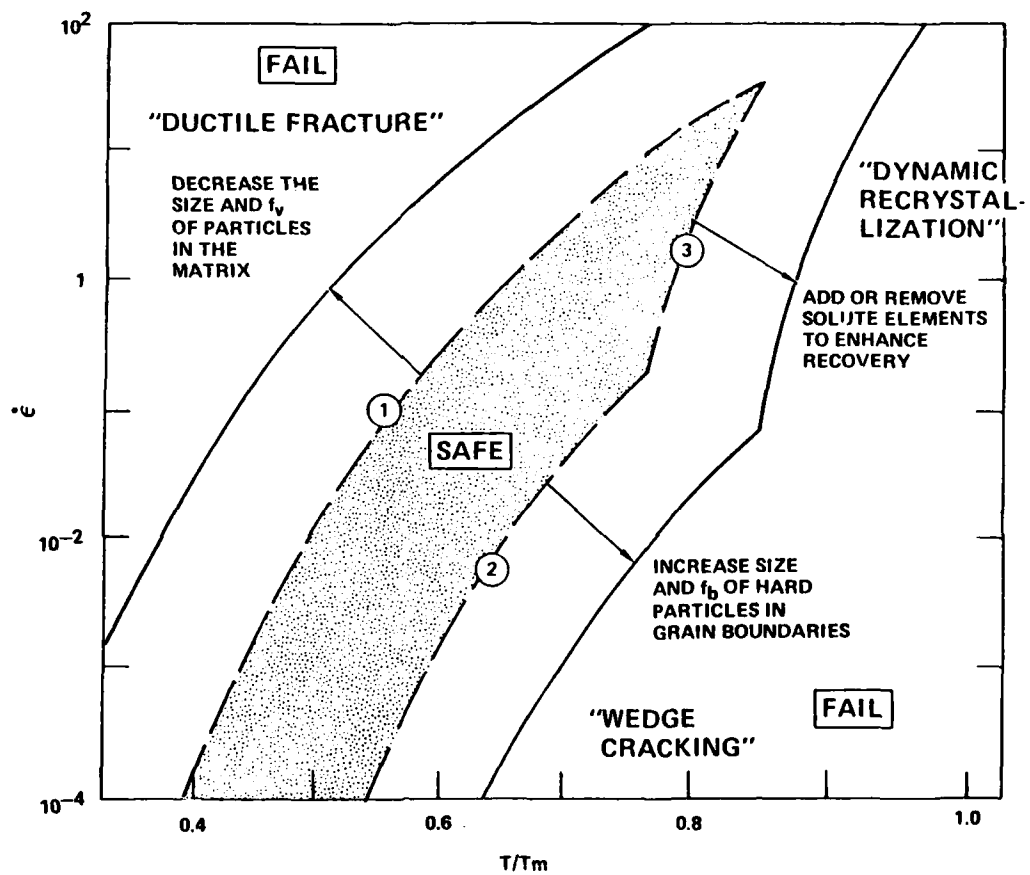 10²
FAIL
"DUCTILE FRACTURE"
DECREASE THE
SIZE AND fᵥ
OF PARTICLES
IN THE
MATRIX
"DYNAMIC
RECRYSTAL-
LIZATION"
3
1
ADD OR REMOVE
SOLUTE ELEMENTS
TO ENHANCE
RECOVERY
ε̇
1
SAFE
10⁻²
2
INCREASE SIZE
AND f_b OF HARD
PARTICLES IN
GRAIN BOUNDARIES
FAIL
"WEDGE
CRACKING"
10⁻⁴
0.4
0.6
0.8
1.0
T/Tm